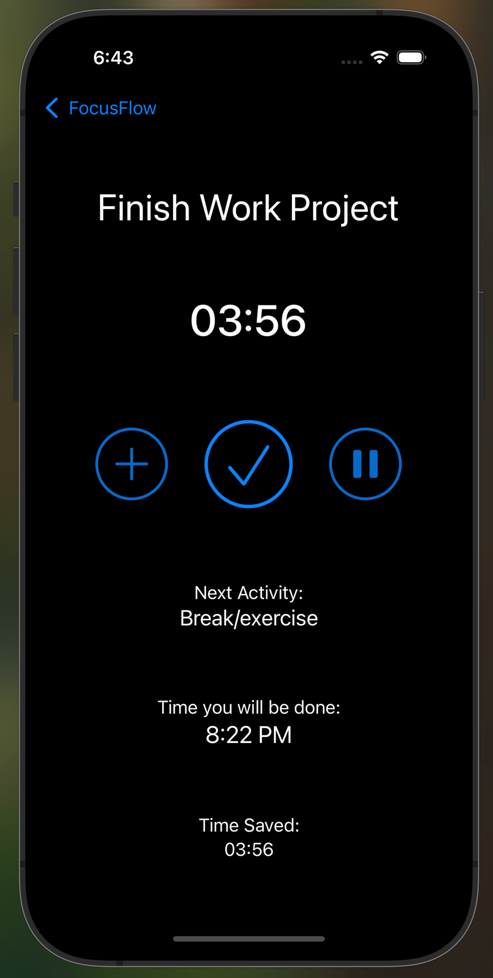 6:43
FocusFlow
Finish Work Project
03:56
Next Activity:
Break/exercise
Time you will be done:
8:22 PM
Time Saved:
03:56